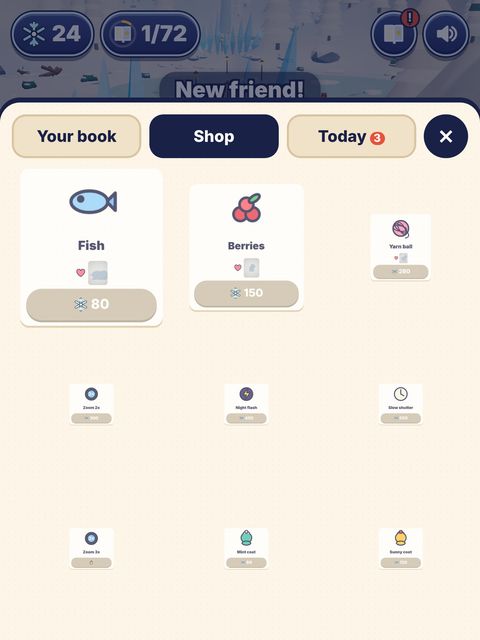 24
1/72
!
New friend!
Your book
Shop
Today 3
Fish
80
Berries
150
Yarn ball
280
Zoom 2x
Night flash
Slow shutter
Zoom 3x
Mint coat
Sunny coat